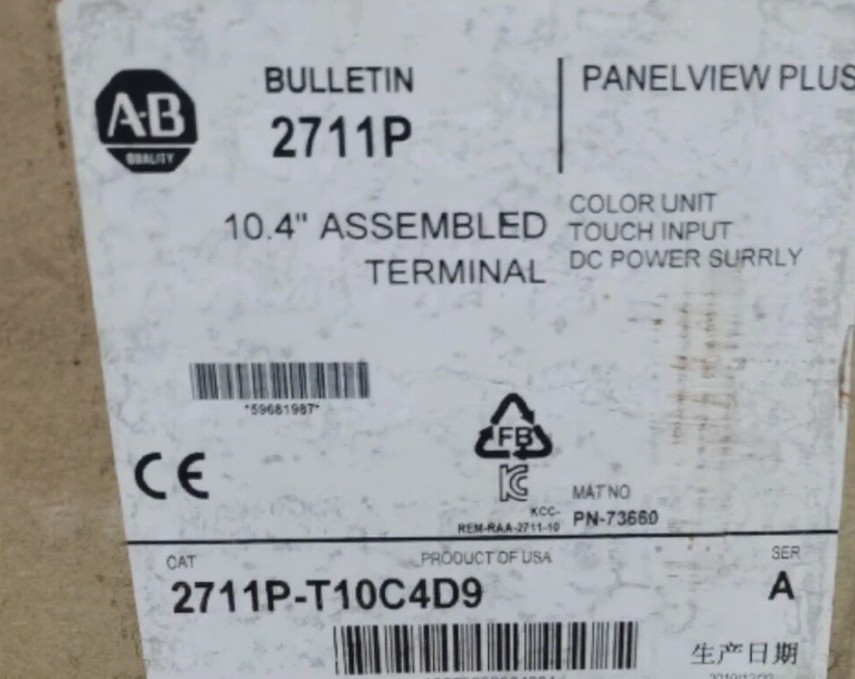 A-B
QUALITY
BULLETIN
2711P
PANELVIEW PLUS
10.4" ASSEMBLED
TERMINAL
COLOR UNIT
TOUCH INPUT
DC POWER SURRLY
*59681987*
CE
FB
KC
KCC-
REM-RAA-2711-10
MAT NO
PN-73660
CAT
PRODUCT OF USA
SER
2711P-T10C4D9
A
生产日期